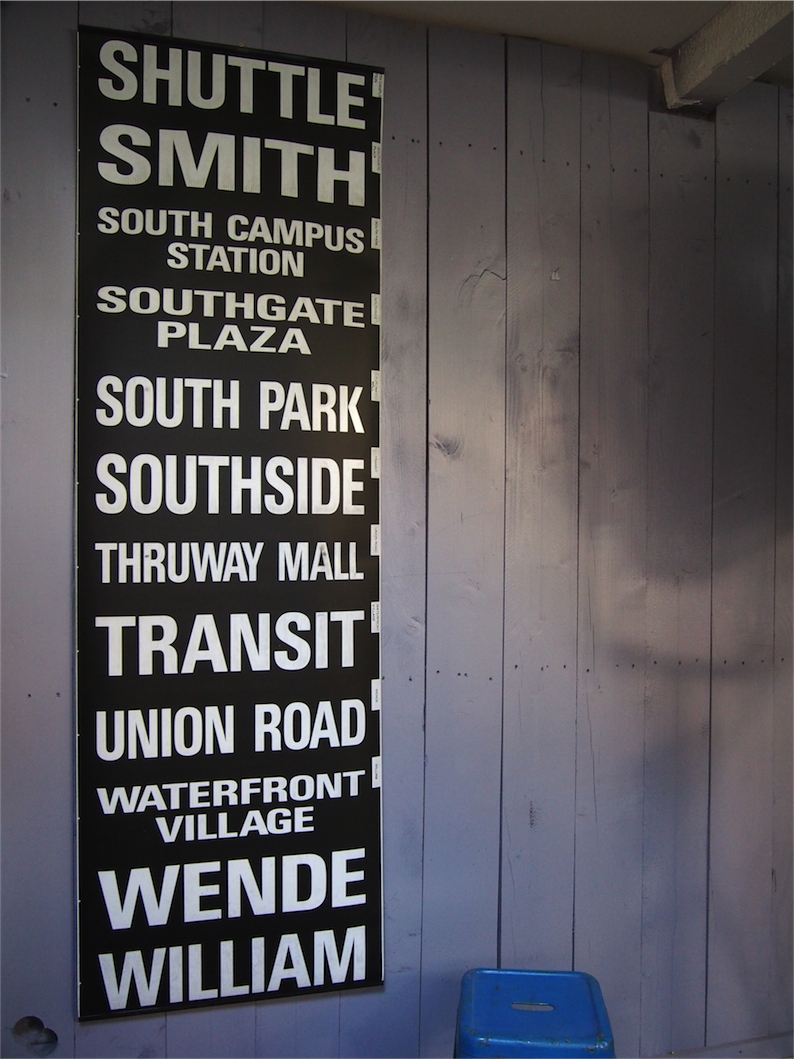 SHUTTLE
SMITH
SOUTH CAMPUS
STATION
SOUTHGATE
PLAZA
SOUTH PARK
SOUTHSIDE
THRUWAY MALL
TRANSIT
UNION ROAD
WATERFRONT
VILLAGE
WENDE
WILLIAM